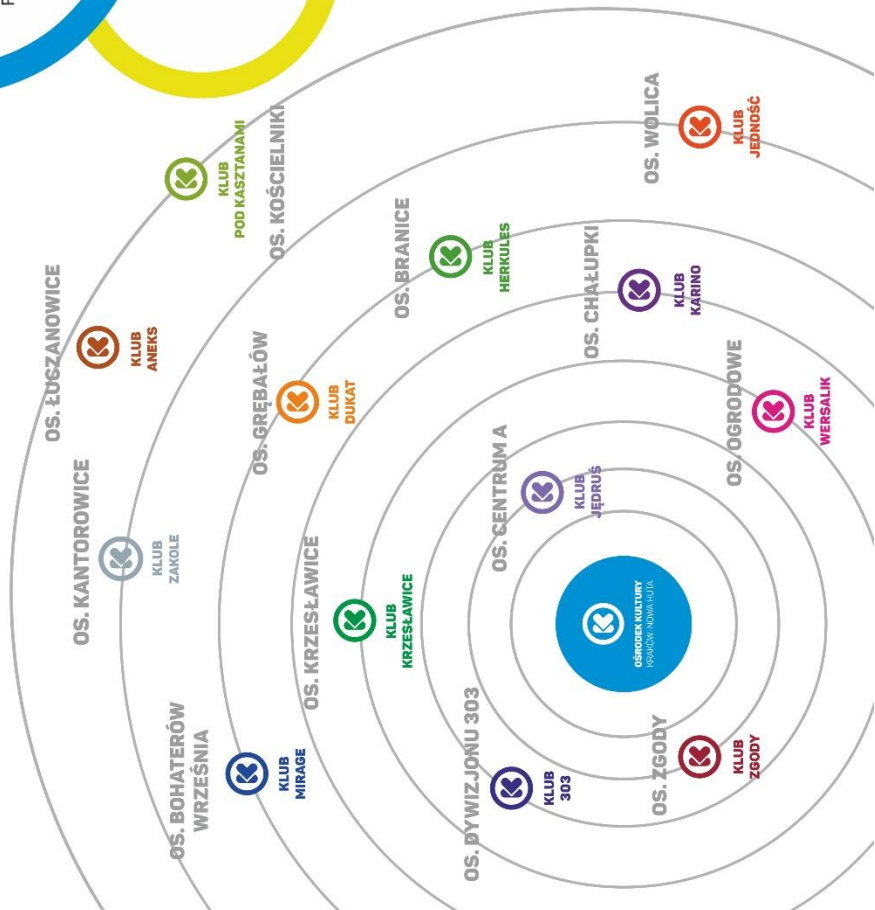 OS. ŁUCZANOWICE
KLUB
ANEKS
OS. KANTOROWICE
KLUB
ZAKOLE
OS. BOHATERÓW
WRZEŚNIA
KLUB
MIRAGE
KLUB
POD KASZTANAMI
OS. KOŚCIELNIKI
OS. GRĘBAŁÓW
KLUB
DUKAT
OS. KRZESŁAWICE
KLUB
KRZESŁAWICE
OS. BRANICE
KLUB
HERKULES
OS. DYWIZJONU 303
KLUB
303
OS. CENTRUM A
KLUB
JĘDRUŚ
OS. CHAŁUPKI
KLUB
KARINO
OŚRODEK KULTURY
KRAKÓW-NOWA HUTA
OS. WOLICA
KLUB
JEDNOŚĆ
OS. ZGODY
KLUB
ZGODY
OS. OGRODOWE
KLUB
WERSALIK